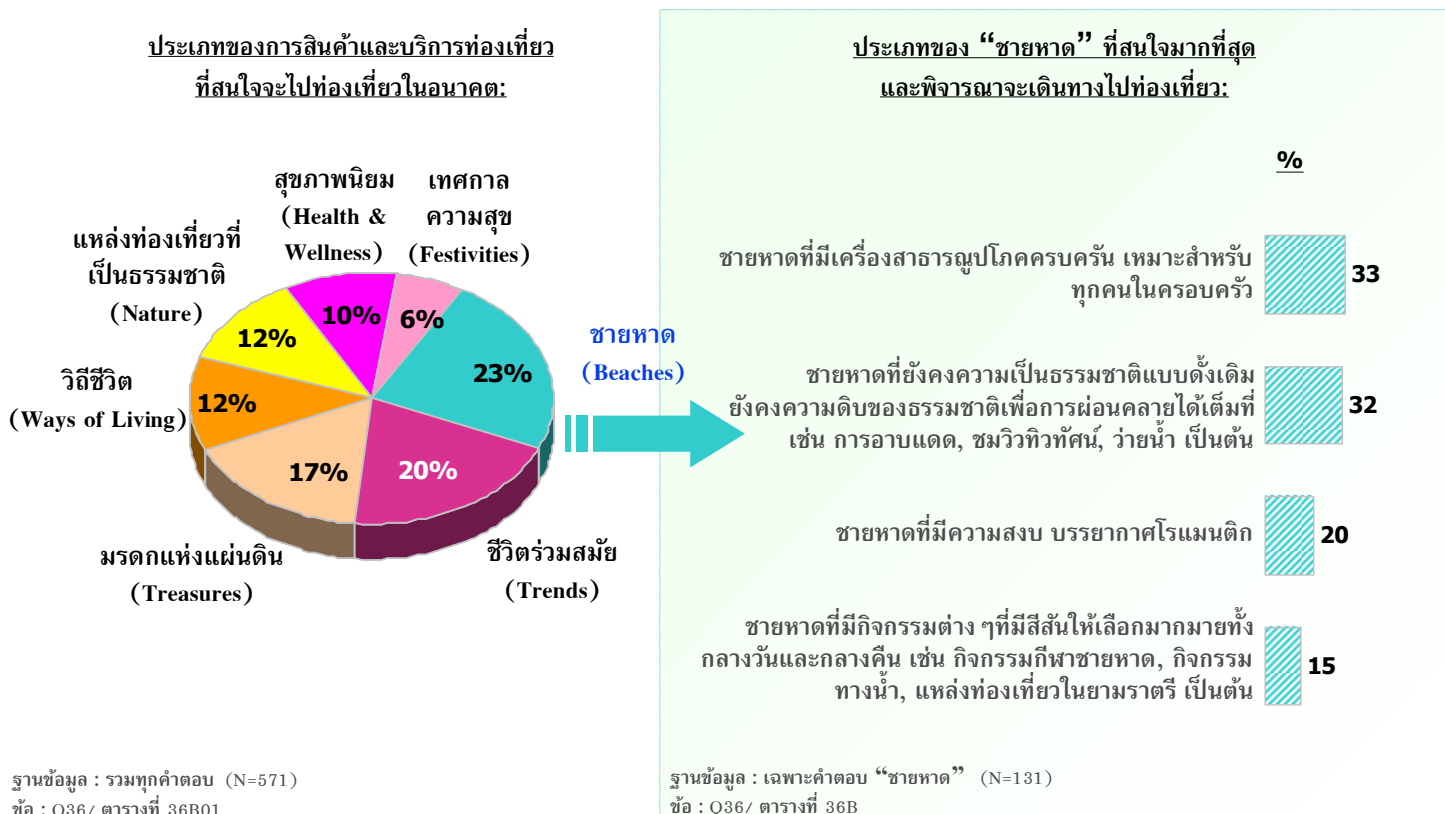 ประเภทของการสินค้าและบริการท่องเที่ยว
ที่สนใจจะไปท่องเที่ยวในอนาคต:
สุขภาพนิยม
(Health &
Wellness)
เทศกาล
ความสุข
(Festivities)
แหล่งท่องเที่ยวที่
เป็นธรรมชาติ
(Nature)
วิถีชีวิต
(Ways of Living)
มรดกแห่งแผ่นดิน
(Treasures)
ชีวิตร่วมสมัย
(Trends)
ชายหาด
(Beaches)
10%
6%
12%
23%
12%
17%
20%
ฐานข้อมูล : รวมทุกคำตอบ (N=571)
ข้อ : Q36/ ตารางที่ 36B01
ประเภทของ “ชายหาด” ที่สนใจมากที่สุด
และพิจารณาจะเดินทางไปท่องเที่ยว:
%
ชายหาดที่มีเครื่องสาธารณูปโภคครบครัน เหมาะสำหรับ
ทุกคนในครอบครัว
33
ชายหาดที่ยังคงความเป็นธรรมชาติแบบดั้งเดิม
ยังคงความดิบของธรรมชาติเพื่อการผ่อนคลายได้เต็มที่
เช่น การอาบแดด, ชมวิวทิวทัศน์, ว่ายน้ำ เป็นต้น
32
ชายหาดที่มีความสงบ บรรยากาศโรแมนติก
20
ชายหาดที่มีกิจกรรมต่าง ๆที่มีสีสันให้เลือกมากมายทั้ง
กลางวันและกลางคืน เช่น กิจกรรมกีฬาชายหาด, กิจกรรม
ทางน้ำ, แหล่งท่องเที่ยวในยามราตรี เป็นต้น
15
ฐานข้อมูล : เฉพาะคำตอบ “ชายหาด” (N=131)
ข้อ : Q36/ ตารางที่ 36B